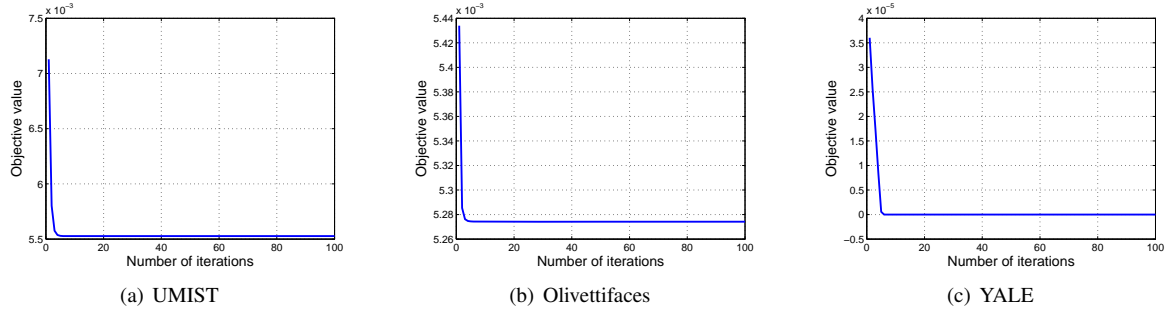 x 10⁻³
7.5
7
6.5
6
5.5
Objective value
0 20 40 60 80 100
Number of iterations
(a) UMIST
x 10⁻³
5.44
5.42
5.4
5.38
5.36
5.34
5.32
5.3
5.28
5.26
Objective value
0 20 40 60 80 100
Number of iterations
(b) Olivettifaces
x 10⁻⁵
4
3.5
3
2.5
2
1.5
1
0.5
0
−0.5
Objective value
0 20 40 60 80 100
Number of iterations
(c) YALE